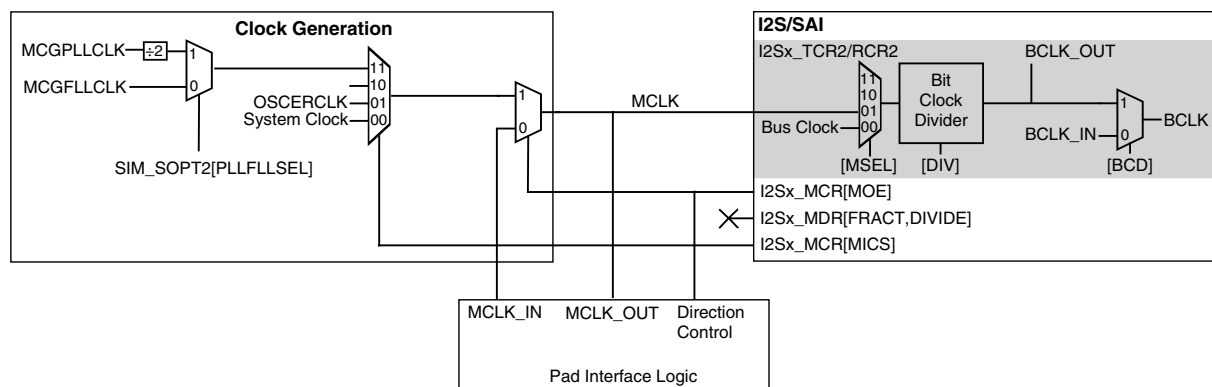 Clock Generation
MCGPLLCLK
÷2
1
MCGFLLCLK
0
SIM_SOPT2[PLLFLLSEL]
11
10
OSCERCLK
01
System Clock
00
1
0
MCLK
I2S/SAI
I2Sx_TCR2/RCR2
11
10
01
Bus Clock
00
[MSEL]
Bit
Clock
Divider
[DIV]
BCLK_OUT
1
BCLK_IN
0
BCLK
[BCD]
I2Sx_MCR[MOE]
I2Sx_MDR[FRACT,DIVIDE]
I2Sx_MCR[MICS]
MCLK_IN
MCLK_OUT
Direction
Control
Pad Interface Logic